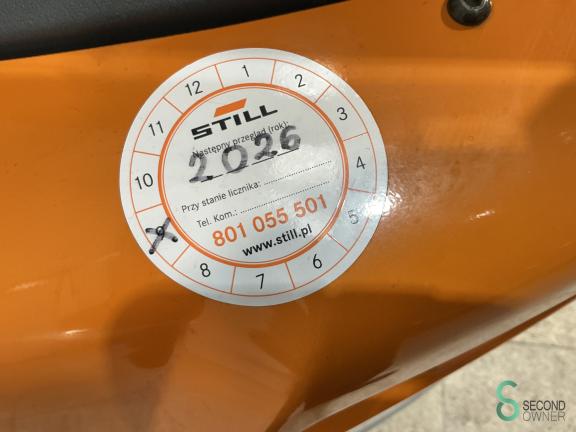 12 1 2 3 4 5 6 7 8 10 11
STILL
Następny przegląd (rok):
2026
Przy stanie licznika: ....................
Tel. Kom.: ..............................
801 055 501
www.still.pl
SECOND
OWNER